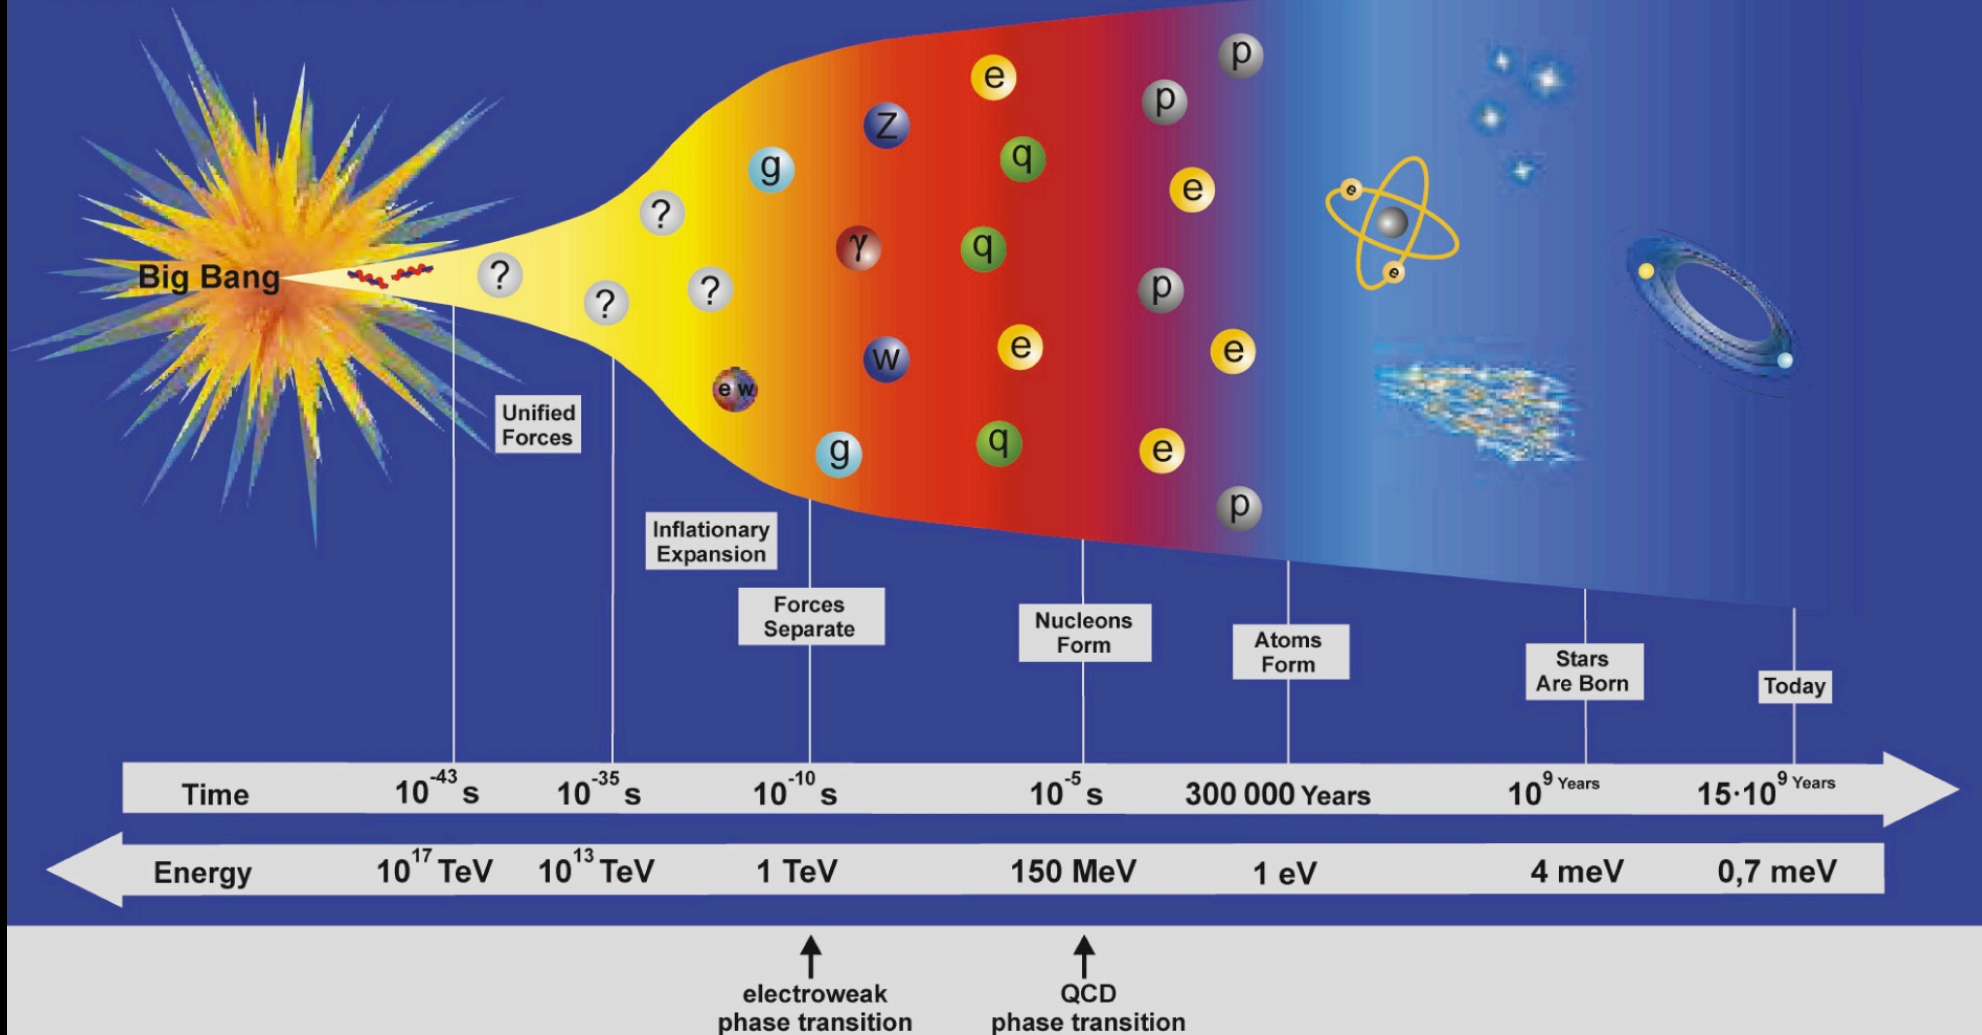 Big Bang
?
?
?
?
g
e w
g
Z
γ
w
e
q
q
e
q
p
p
e
p
e
e
p
e
e
Unified
Forces
Inflationary
Expansion
Forces
Separate
Nucleons
Form
Atoms
Form
Stars
Are Born
Today
Time 10⁻⁴³ s 10⁻³⁵ s 10⁻¹⁰ s 10⁻⁵ s 300 000 Years 10⁹ Years 15·10⁹ Years
Energy 10¹⁷ TeV 10¹³ TeV 1 TeV 150 MeV 1 eV 4 meV 0,7 meV
electroweak
phase transition
QCD
phase transition